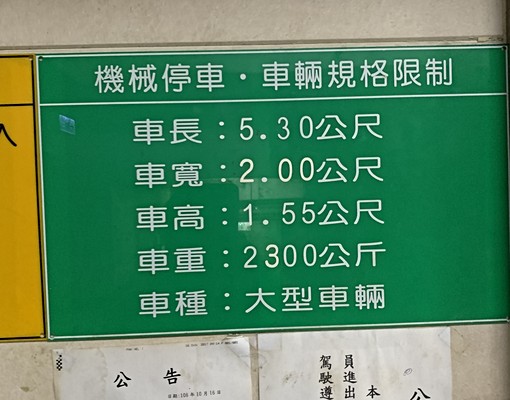 機械停車・車輛規格限制
車長：5.30公尺
車寬：2.00公尺
車高：1.55公尺
車重：2300公斤
車種：大型車輛
入
公告
員進出
駕駛遵
本
公